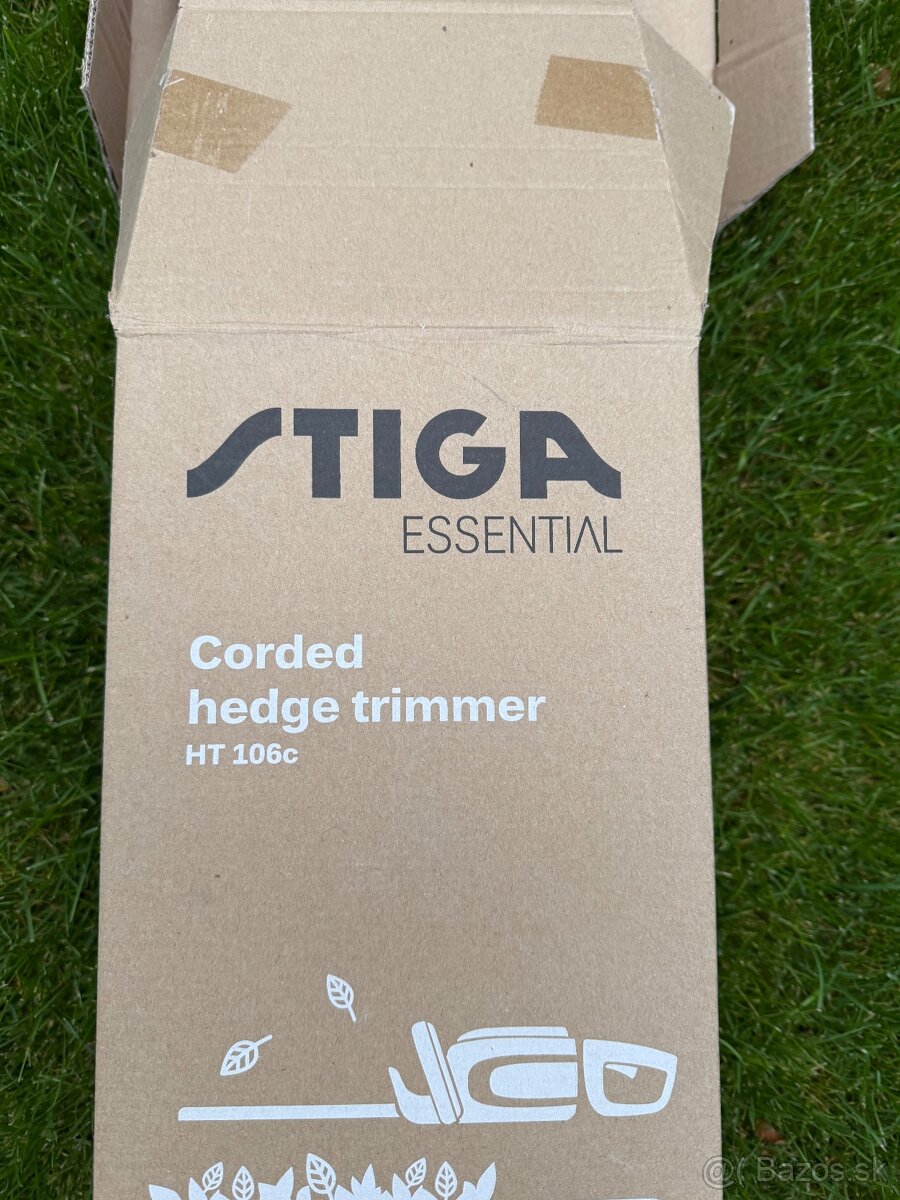 STIGA
ESSENTIAL
Corded
hedge trimmer
HT 106c
@( Bazos.sk